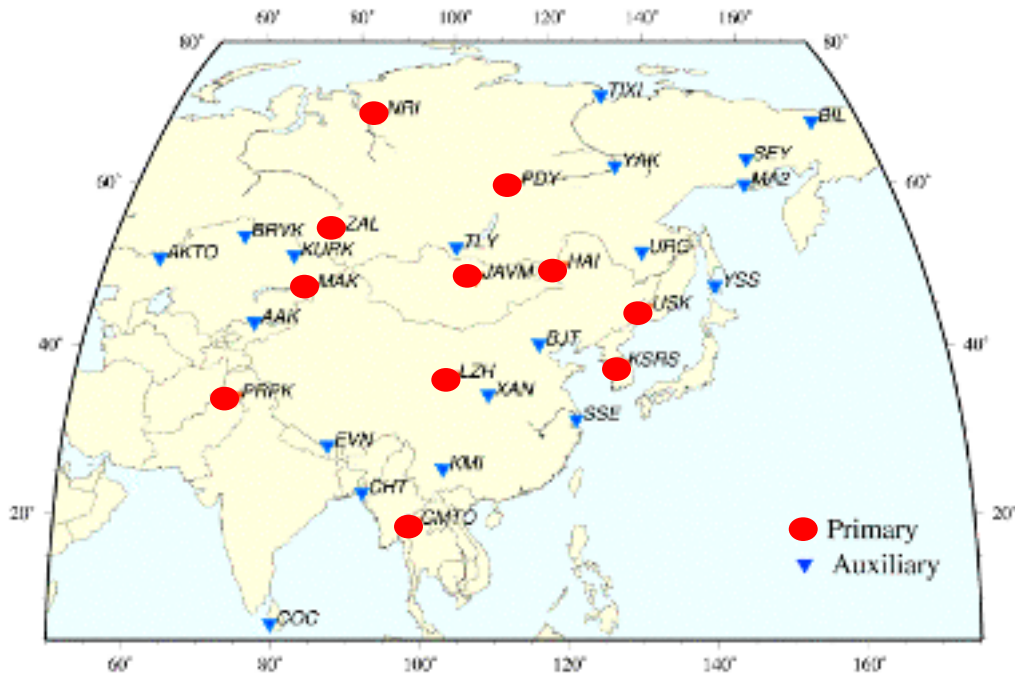 60° 80° 100° 120° 140° 160°
80° 80°
TIXI
NRI
BIL
SEY
YAK
60° PDY MA2 60°
ZAL
BRVK
TLY
URG
AKTO KURK
HAI
JAVM
MAK YSS
USK
AAK
BJT
40° 40°
KSRS
LZH
PRPK XAN
SSE
EVN
KMI
CHT
20° CMTO 20°
Primary
Auxiliary
COC
60° 80° 100° 120° 140° 160°